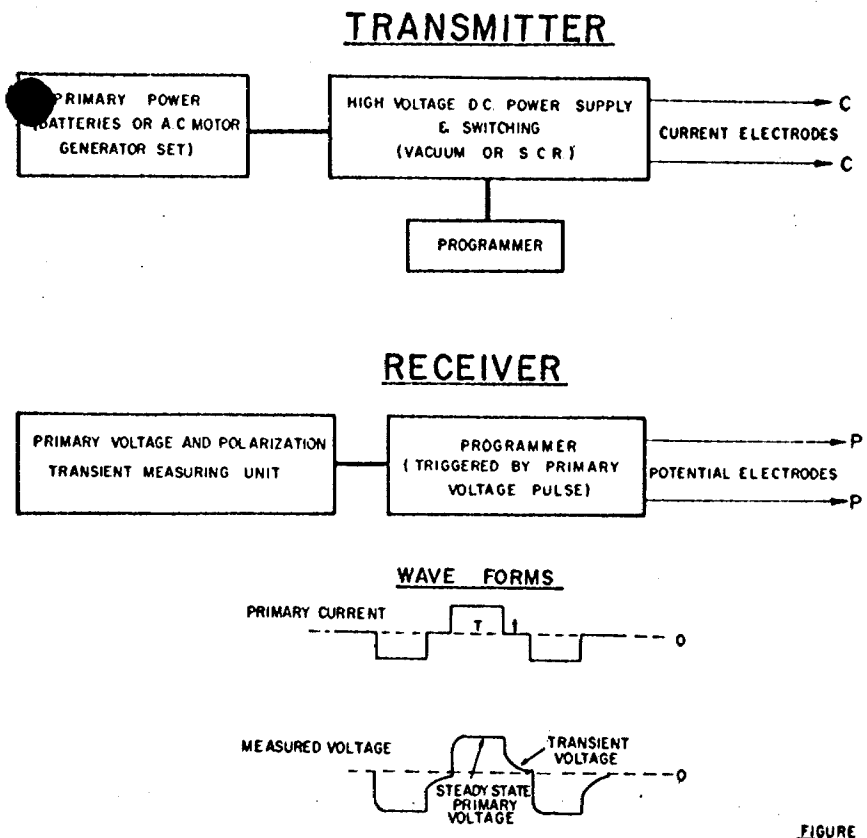 TRANSMITTER
PRIMARY POWER
(BATTERIES OR A.C MOTOR
GENERATOR SET)
HIGH VOLTAGE D.C. POWER SUPPLY
& SWITCHING
(VACUUM OR S C R)
C
CURRENT ELECTRODES
C
PROGRAMMER
RECEIVER
PRIMARY VOLTAGE AND POLARIZATION
TRANSIENT MEASURING UNIT
PROGRAMMER
(TRIGGERED BY PRIMARY
VOLTAGE PULSE)
P
POTENTIAL ELECTRODES
P
WAVE FORMS
PRIMARY CURRENT
T
t
O
MEASURED VOLTAGE
TRANSIENT
VOLTAGE
O
STEADY STATE
PRIMARY
VOLTAGE
FIGURE